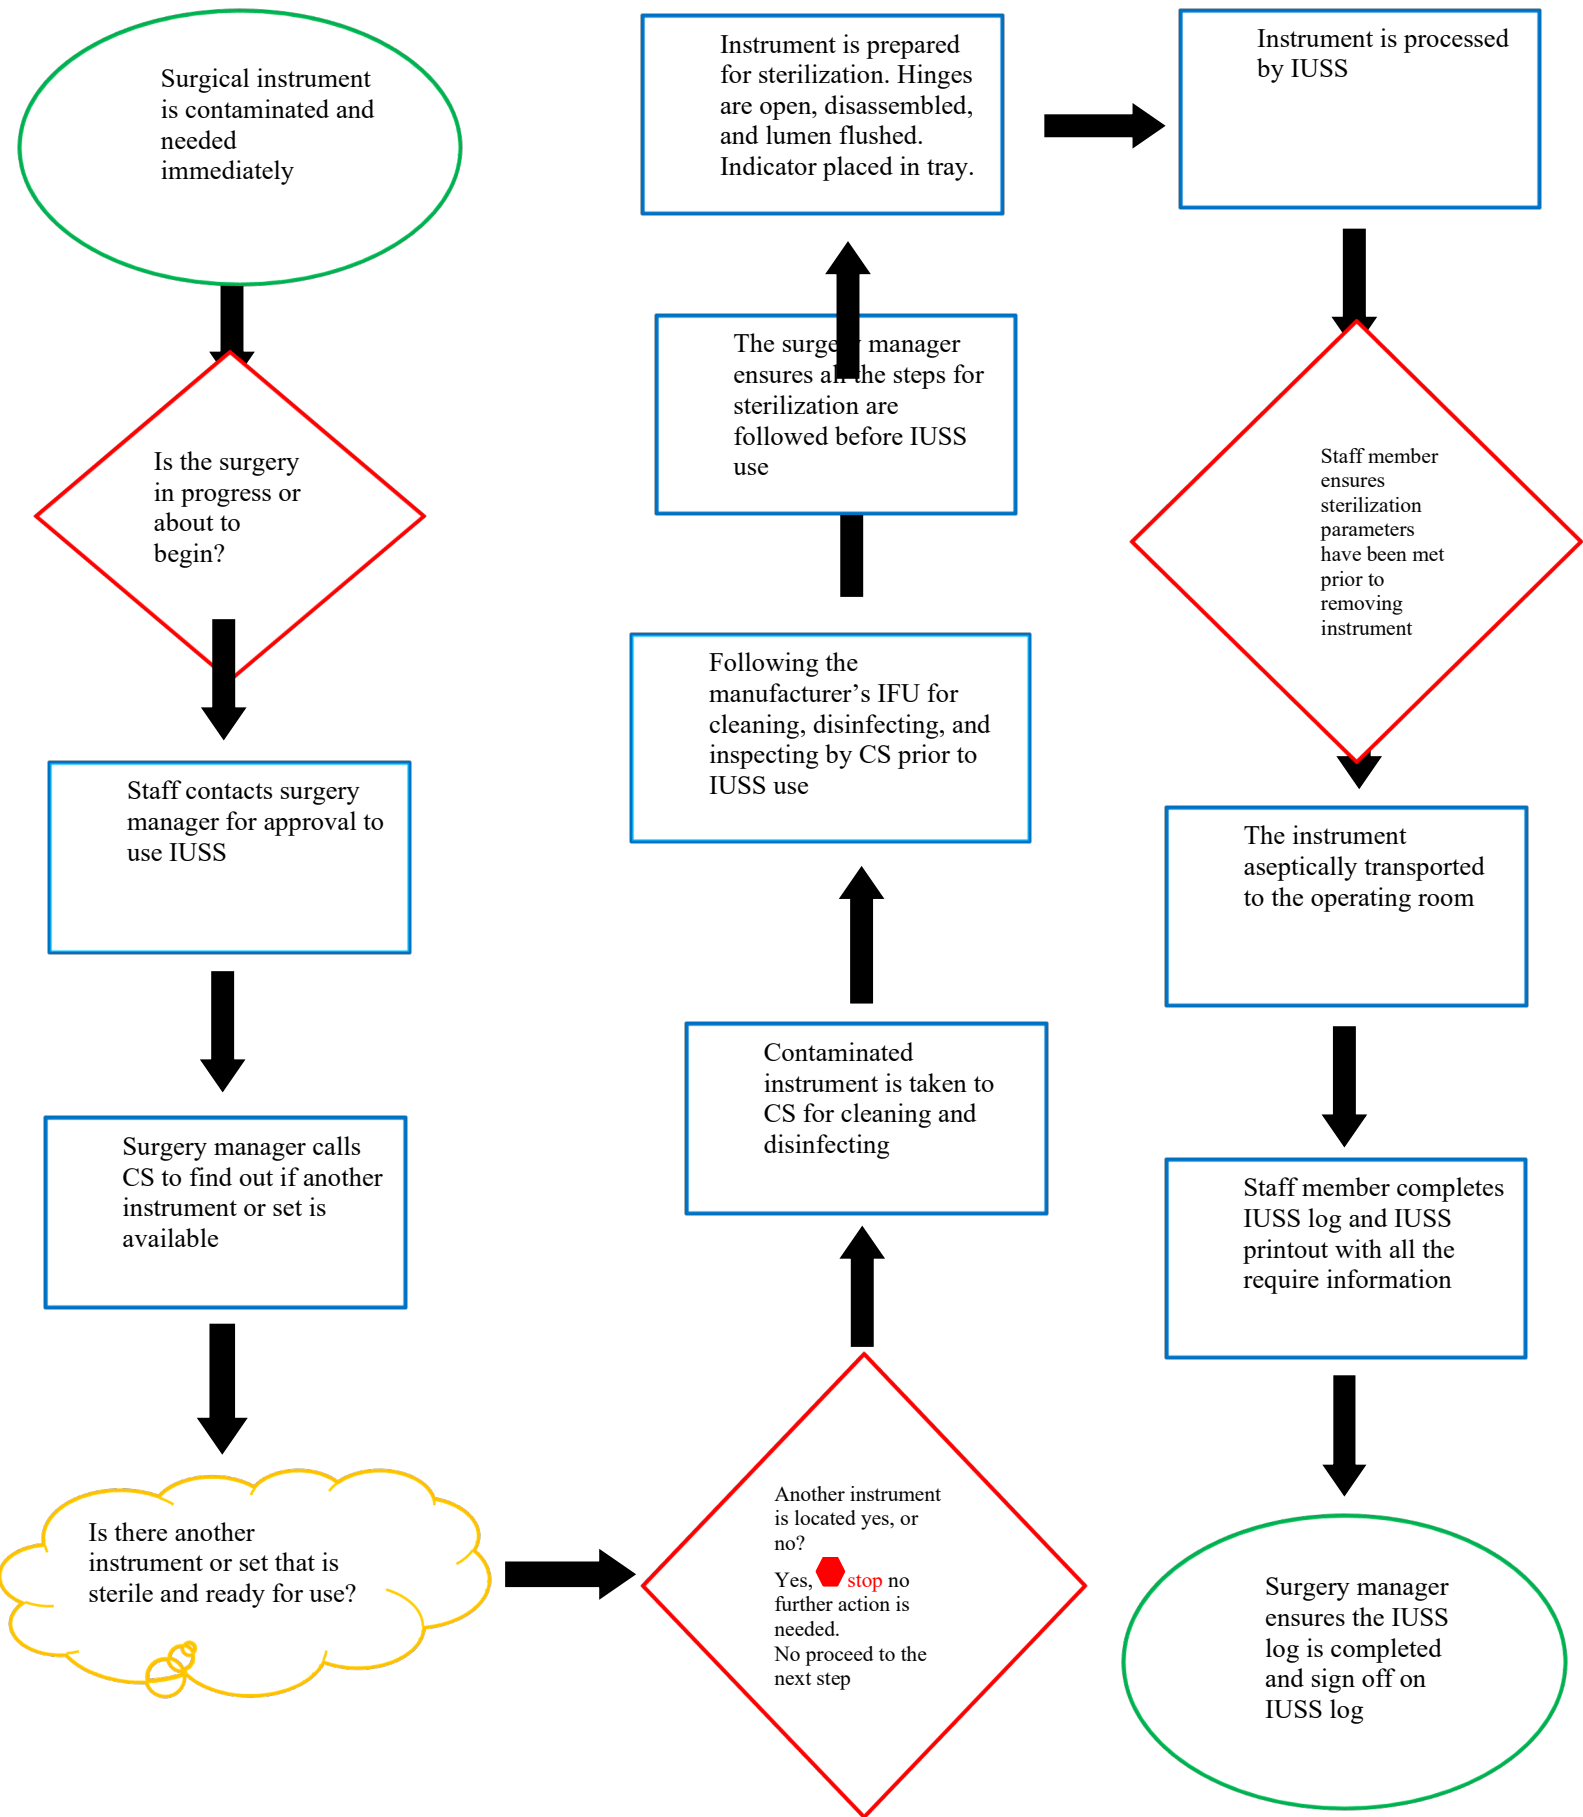 Surgical instrument
is contaminated and
needed
immediately
Is the surgery
in progress or
about to
begin?
Staff contacts surgery
manager for approval to
use IUSS
Surgery manager calls
CS to find out if another
instrument or set is
available
Is there another
instrument or set that is
sterile and ready for use?
Another instrument
is located yes, or
no?
Yes, stop no
further action is
needed.
No proceed to the
next step
Contaminated
instrument is taken to
CS for cleaning and
disinfecting
Following the
manufacturer’s IFU for
cleaning, disinfecting, and
inspecting by CS prior to
IUSS use
The surgery manager
ensures all the steps for
sterilization are
followed before IUSS
use
Instrument is prepared
for sterilization. Hinges
are open, disassembled,
and lumen flushed.
Indicator placed in tray.
Instrument is processed
by IUSS
Staff member
ensures
sterilization
parameters
have been met
prior to
removing
instrument
The instrument
aseptically transported
to the operating room
Staff member completes
IUSS log and IUSS
printout with all the
require information
Surgery manager
ensures the IUSS
log is completed
and sign off on
IUSS log